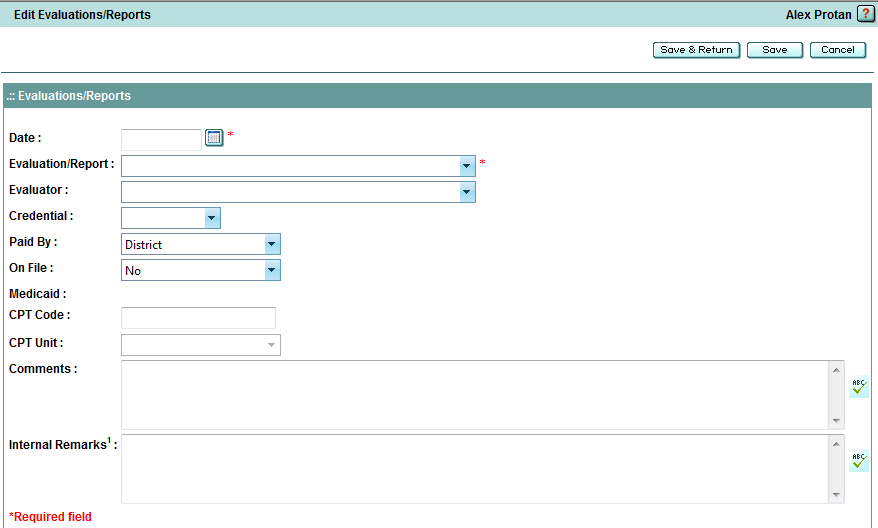 Edit Evaluations/Reports Alex Protan ?
Save & Return Save Cancel
.:: Evaluations/Reports
Date : *
Evaluation/Report : *
Evaluator :
Credential :
Paid By : District
On File : No
Medicaid :
CPT Code :
CPT Unit :
Comments :
ABC
Internal Remarks¹ :
ABC
*Required field